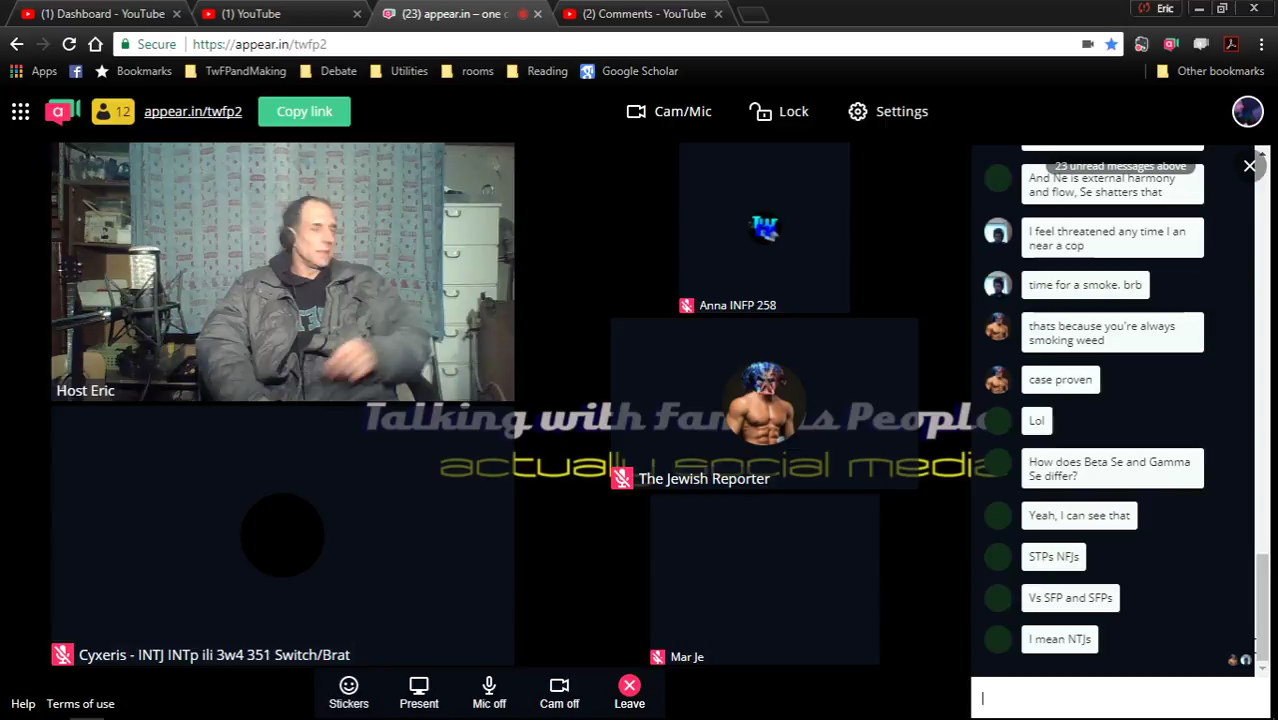 (1) Dashboard - YouTube
(1) YouTube
(23) appear.in – one c
(2) Comments - YouTube
Eric
Secure
https://appear.in/twfp2
Apps
Bookmarks
TwFPandMaking
Debate
Utilities
rooms
Reading
Google Scholar
Other bookmarks
12
appear.in/twfp2
Copy link
Cam/Mic
Lock
Settings
Host Eric
Anna INFP 258
Talking with Fam s People
actually social media
The Jewish Reporter
Cyxeris - INTJ INTp ili 3w4 351 Switch/Brat
Mar Je
23 unread messages above
And Ne is external harmony
and flow, Se shatters that
I feel threatened any time I an
near a cop
time for a smoke. brb
thats because you're always
smoking weed
case proven
Lol
How does Beta Se and Gamma
Se differ?
Yeah, I can see that
STPs NFJs
Vs SFP and SFPs
I mean NTJs
Help
Terms of use
Stickers
Present
Mic off
Cam off
Leave